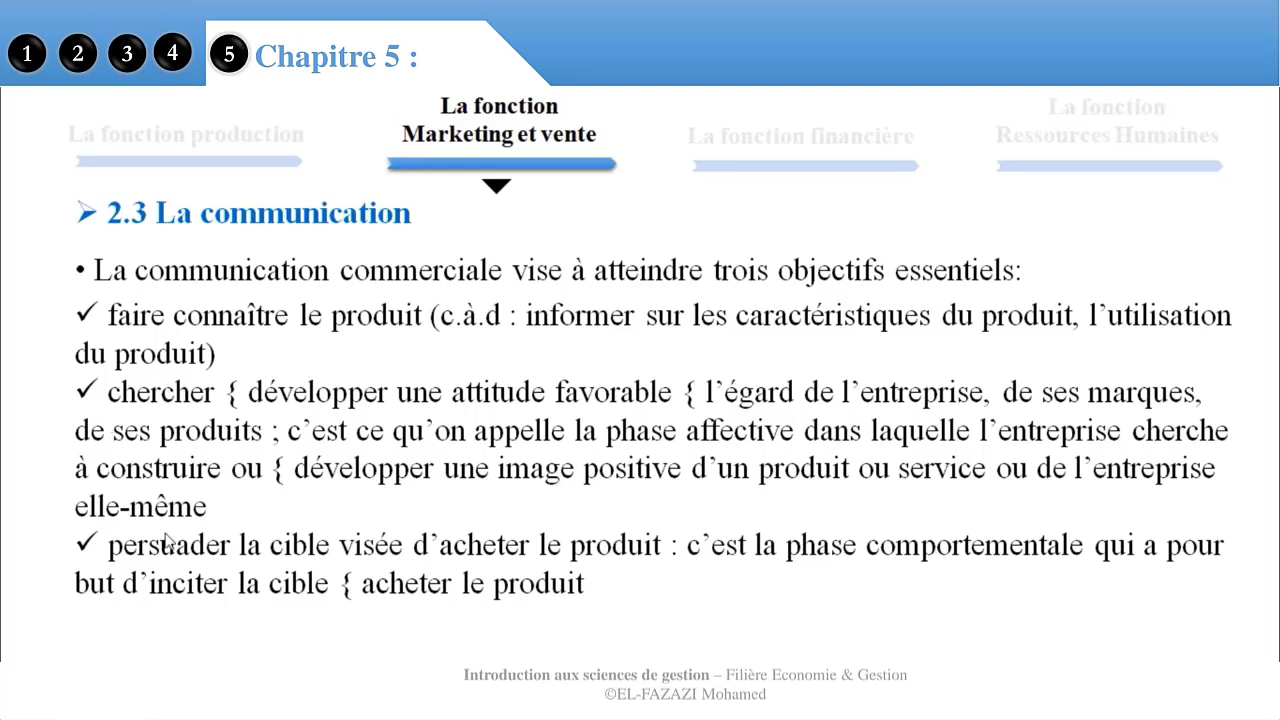 1 2 3 4 5 Chapitre 5 :
La fonction production
La fonction
Marketing et vente
La fonction financière
La fonction
Ressources Humaines
➢ 2.3 La communication
• La communication commerciale vise à atteindre trois objectifs essentiels:
✓ faire connaître le produit (c.à.d : informer sur les caractéristiques du produit, l’utilisation
du produit)
✓ chercher { développer une attitude favorable { l’égard de l’entreprise, de ses marques,
de ses produits ; c’est ce qu’on appelle la phase affective dans laquelle l’entreprise cherche
à construire ou { développer une image positive d’un produit ou service ou de l’entreprise
elle-même
✓ persuader la cible visée d’acheter le produit : c’est la phase comportementale qui a pour
but d’inciter la cible { acheter le produit
Introduction aux sciences de gestion – Filière Economie & Gestion
©EL-FAZAZI Mohamed